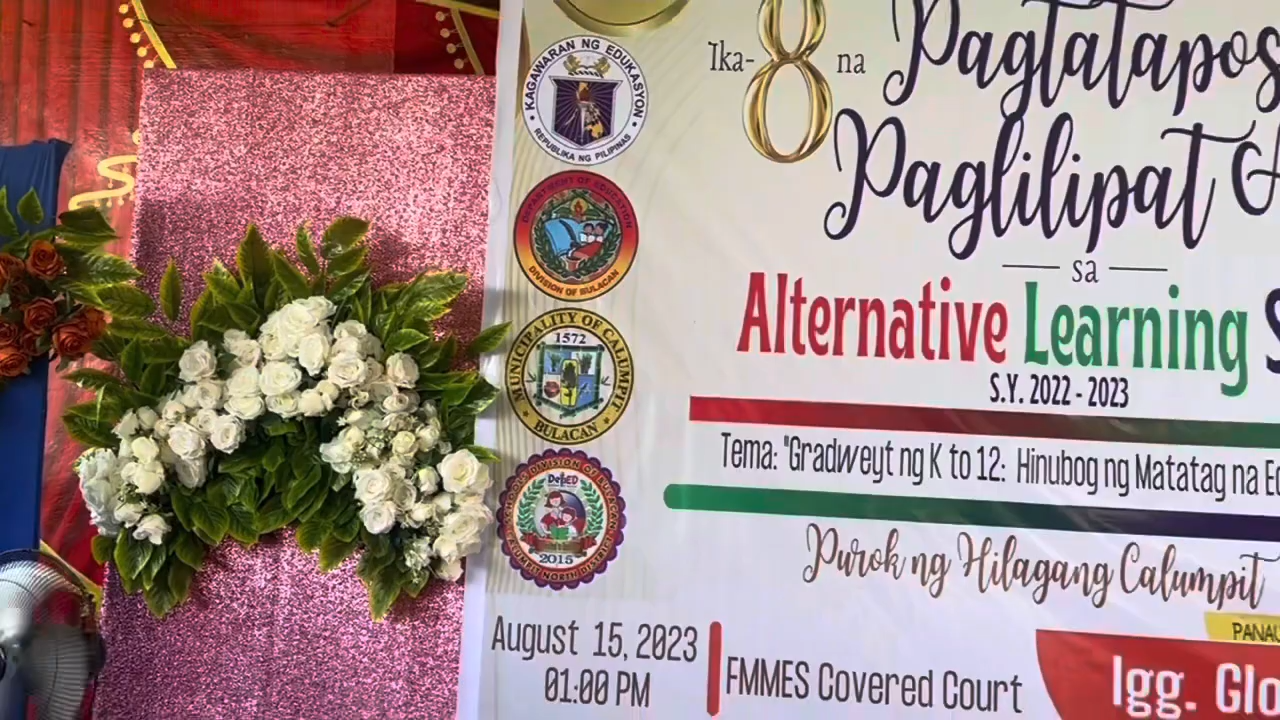 Ika-8 na Pagtatapos
Paglilipat
sa
Alternative Learning
S.Y. 2022 - 2023
Tema: "Gradweyt ng K to 12: Hinubog ng Matatag na
Purok ng Hilagang Calumpit
August 15, 2023
01:00 PM
FMMES Covered Court
Igg.
KAGAWARAN NG EDUKASYON
REPUBLIKA NG PILIPINAS
DEPARTMENT OF EDUCATION
DIVISION OF BULACAN
MUNICIPALITY OF CALUMPIT
1572
BULACAN
DepED
2015